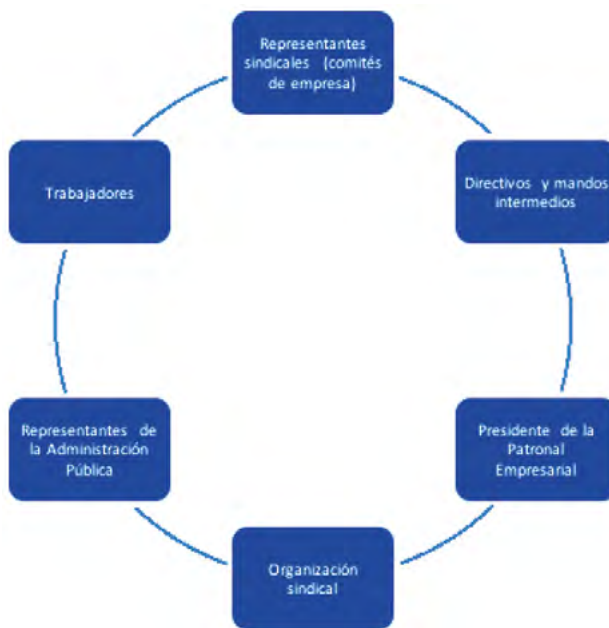 Representantes
sindicales (comités
de empresa)
Directivos y mandos
intermedios
Presidente de la
Patronal
Empresarial
Organización
sindical
Representantes de
la Administración
Pública
Trabajadores